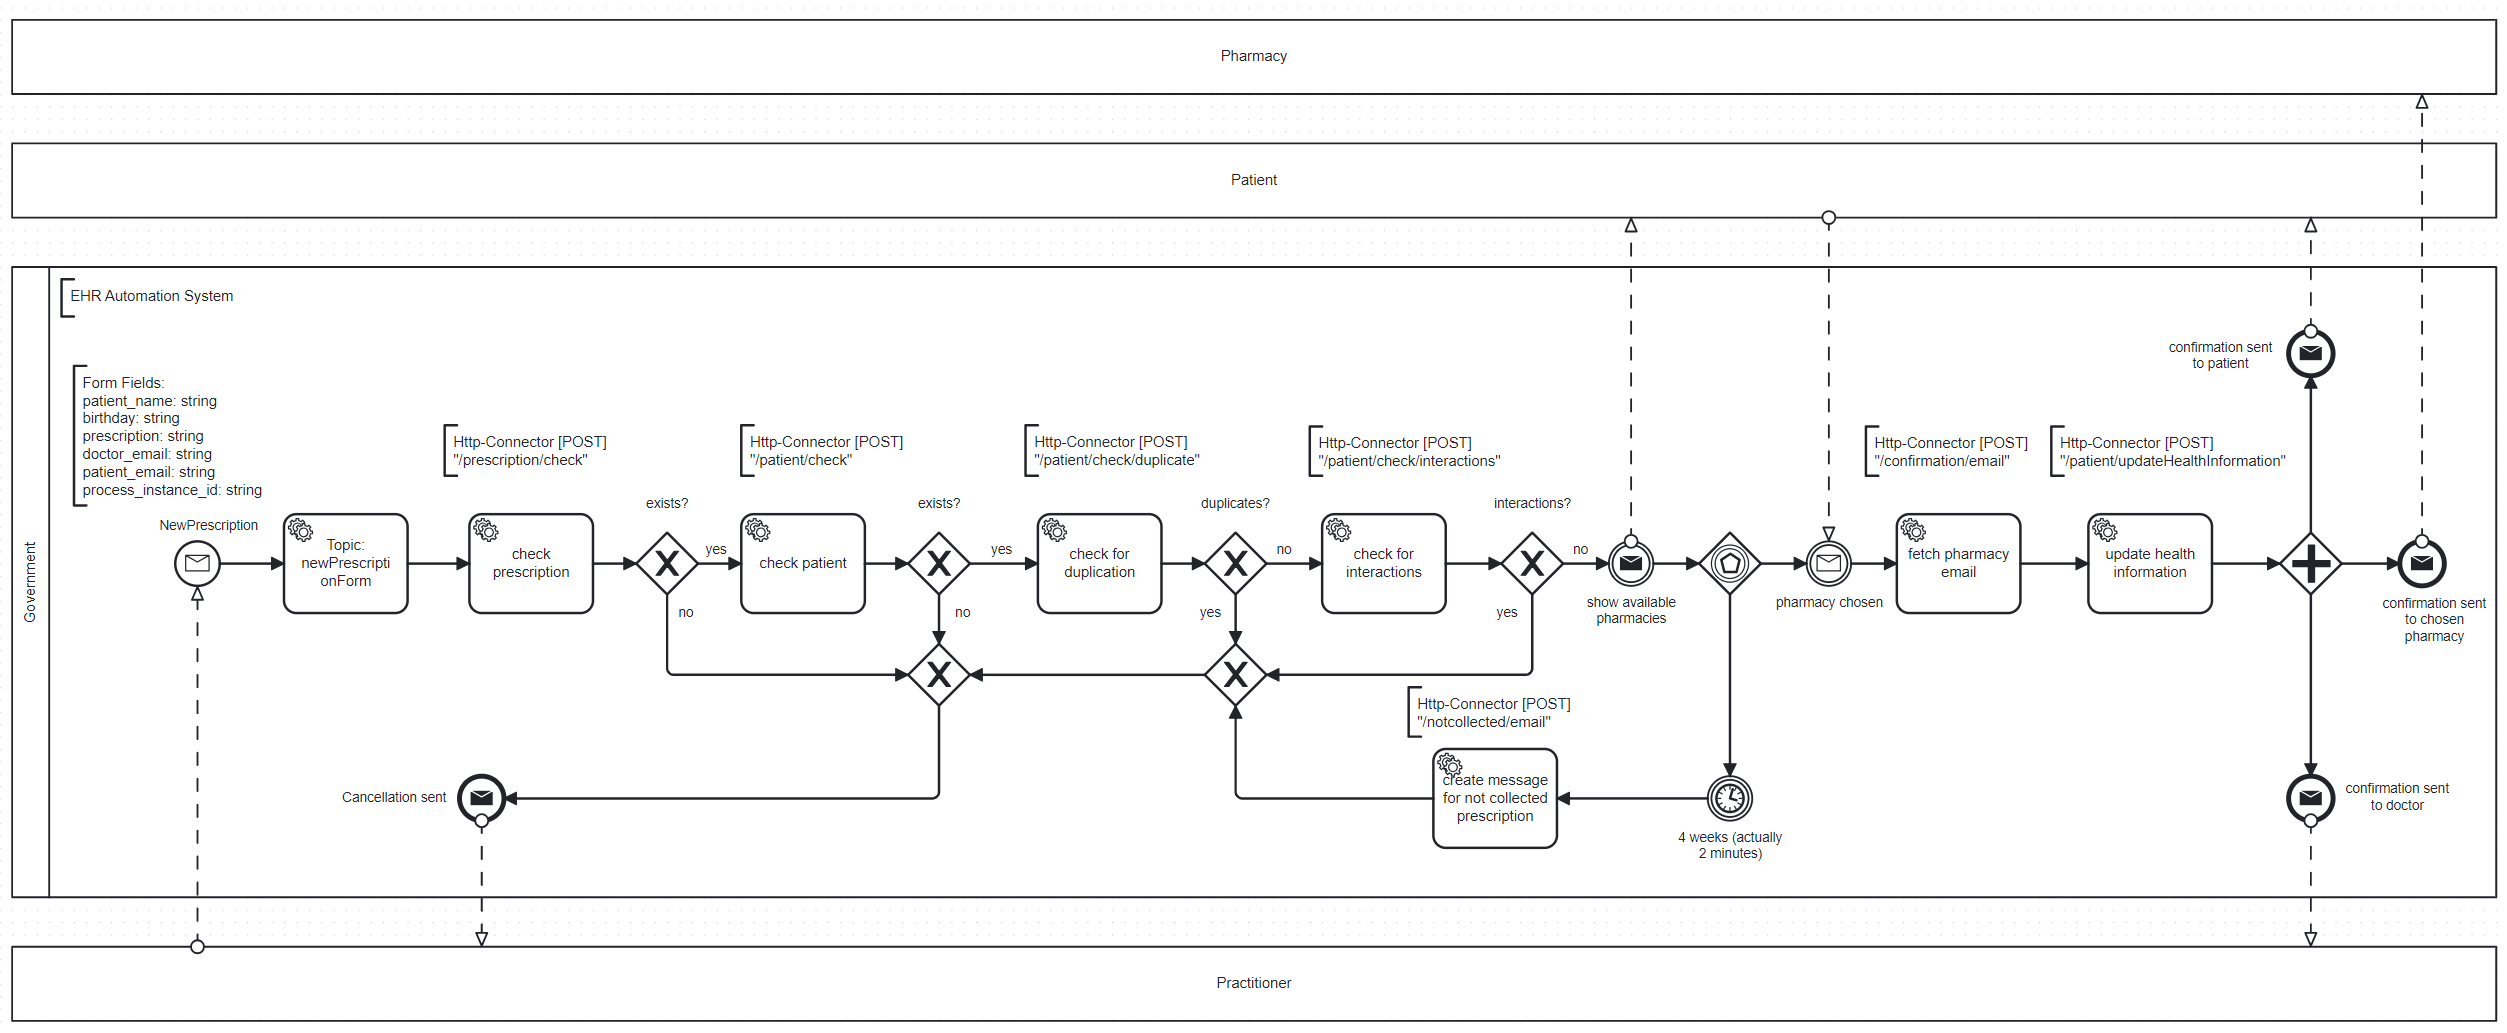 Pharmacy
Patient
Government
EHR Automation System
Form Fields:
patient_name: string
birthday: string
prescription: string
doctor_email: string
patient_email: string
process_instance_id: string
NewPrescription
Topic:
newPrescripti
onForm
Http-Connector [POST]
"/prescription/check"
check
prescription
exists?
yes
no
Http-Connector [POST]
"/patient/check"
check patient
exists?
yes
no
Http-Connector [POST]
"/patient/check/duplicate"
check for
duplication
duplicates?
no
yes
Http-Connector [POST]
"/patient/check/interactions"
check for
interactions
interactions?
no
yes
show available
pharmacies
pharmacy chosen
Http-Connector [POST]
"/confirmation/email"
fetch pharmacy
email
Http-Connector [POST]
"/patient/updateHealthInformation"
update health
information
confirmation sent
to patient
confirmation sent
to chosen
pharmacy
confirmation sent
to doctor
Http-Connector [POST]
"/notcollected/email"
create message
for not collected
prescription
4 weeks (actually
2 minutes)
Cancellation sent
Practitioner